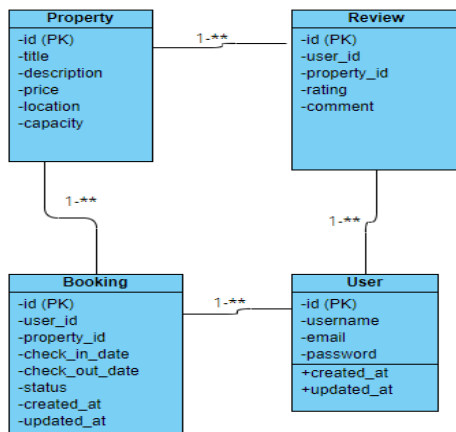 Property
-id (PK)
-title
-description
-price
-location
-capacity
1-**
Review
-id (PK)
-user_id
-property_id
-rating
-comment
1-**
1-**
Booking
-id (PK)
-user_id
-property_id
-check_in_date
-check_out_date
-status
-created_at
-updated_at
1-**
User
-id (PK)
-username
-email
-password
+created_at
+updated_at